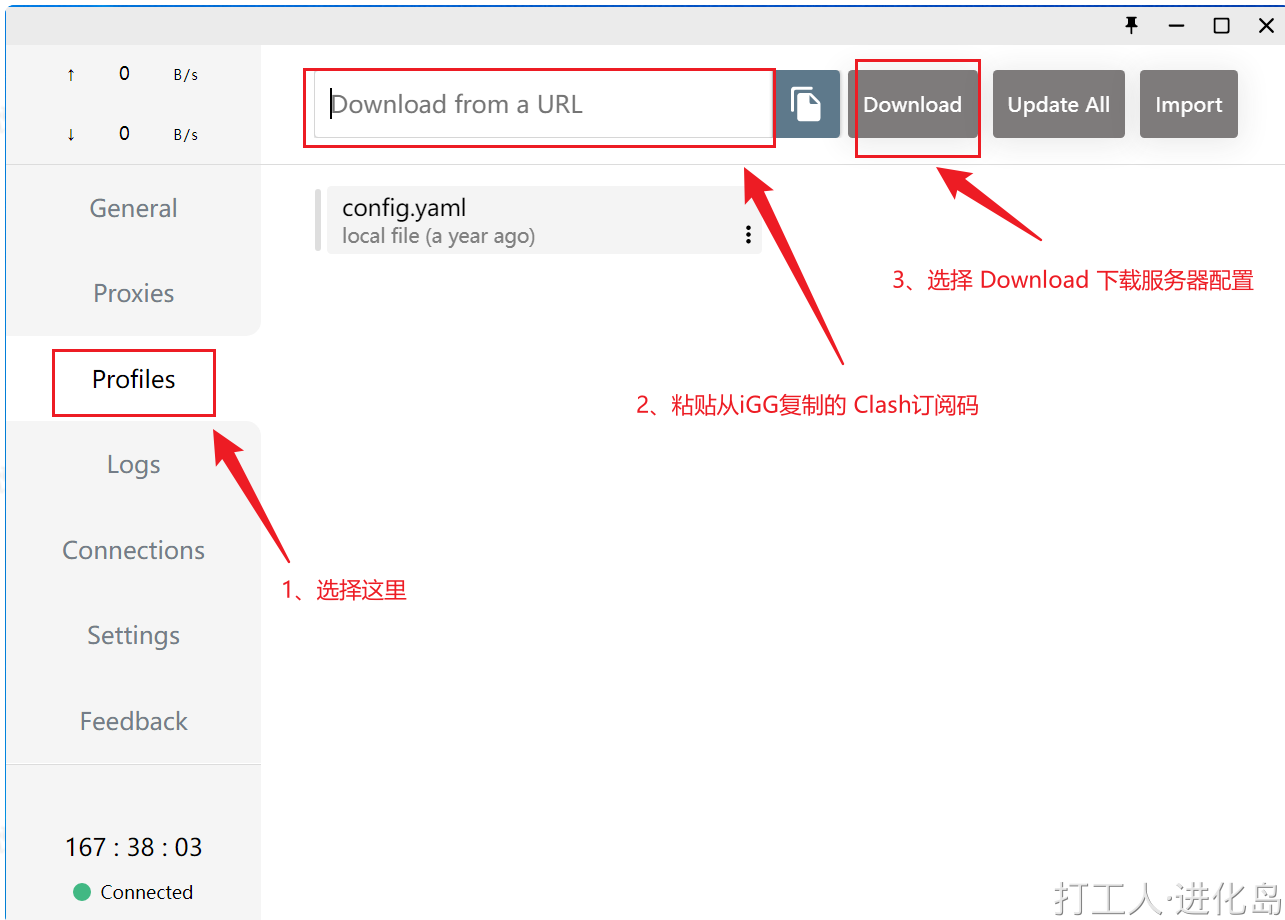 ↑ 0 B/s
↓ 0 B/s
Download from a URL
Download
Update All
Import
General
Proxies
Profiles
Logs
Connections
Settings
Feedback
167 : 38 : 03
Connected
config.yaml
local file (a year ago)
3、选择 Download 下载服务器配置
2、粘贴从iGG复制的 Clash订阅码
1、选择这里
打工人·进化岛